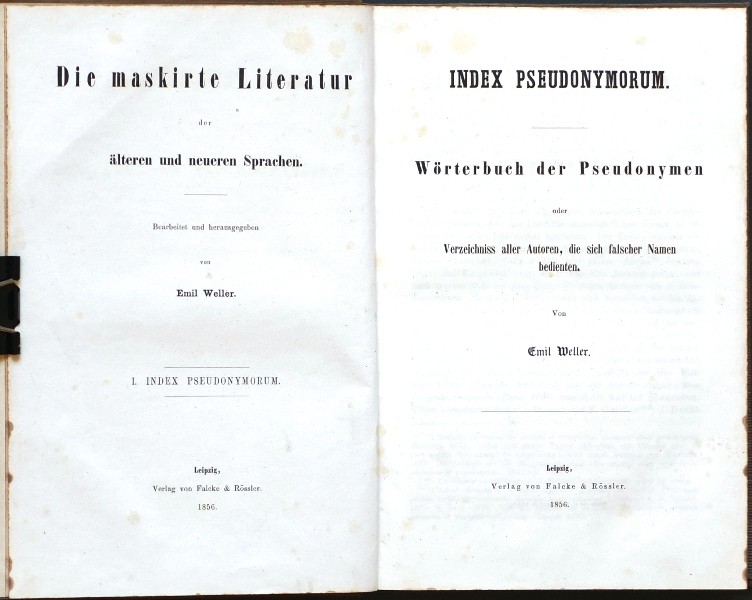 Die maskirte Literatur
der
älteren und neueren Sprachen.
Bearbeitet und herausgegeben
von
Emil Weller.
I. INDEX PSEUDONYMORUM.
Leipzig,
Verlag von Falcke & Rössler.
1856.
INDEX PSEUDONYMORUM.
Wörterbuch der Pseudonymen
oder
Verzeichniss aller Autoren, die sich falscher Namen
bedienten.
Von
Emil Weller.
Leipzig,
Verlag von Falcke & Rössler.
1856.